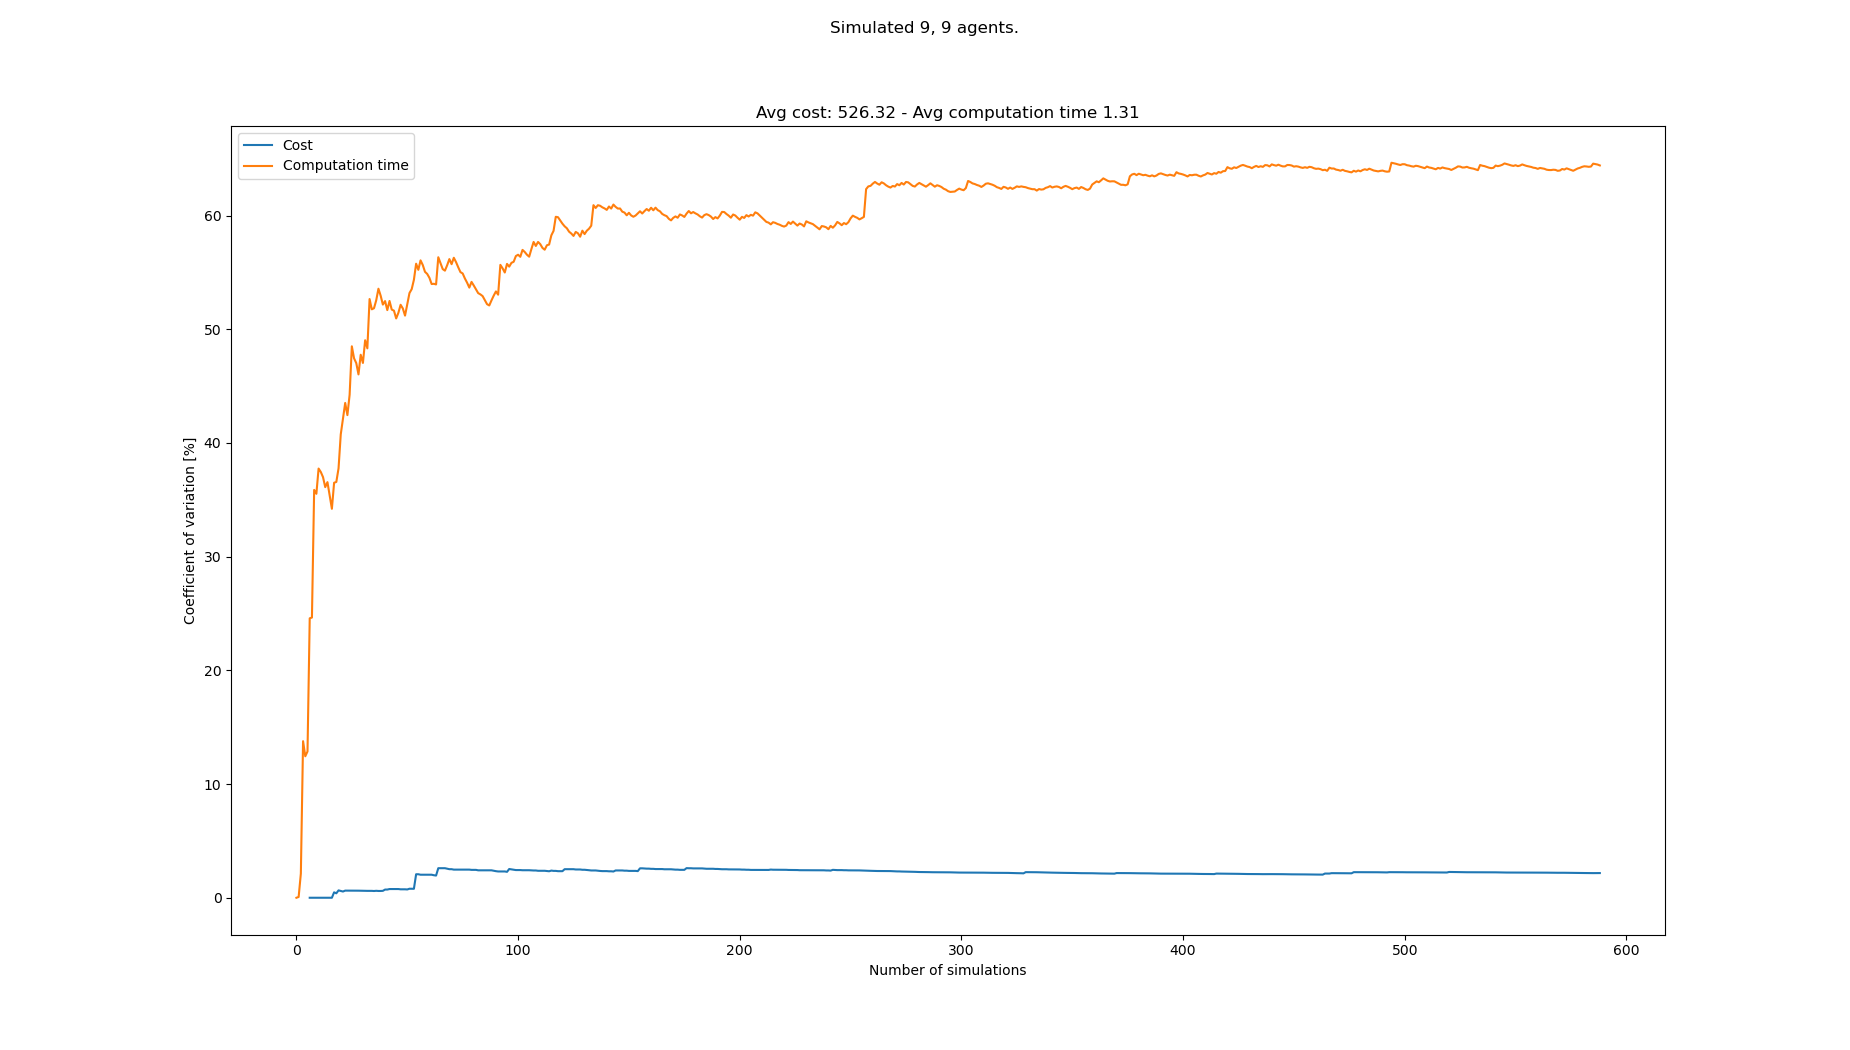 Simulated 9, 9 agents.
Avg cost: 526.32 - Avg computation time 1.31
Cost
Computation time
Coefficient of variation [%]
60
50
40
30
20
10
0
0 100 200 300 400 500 600
Number of simulations